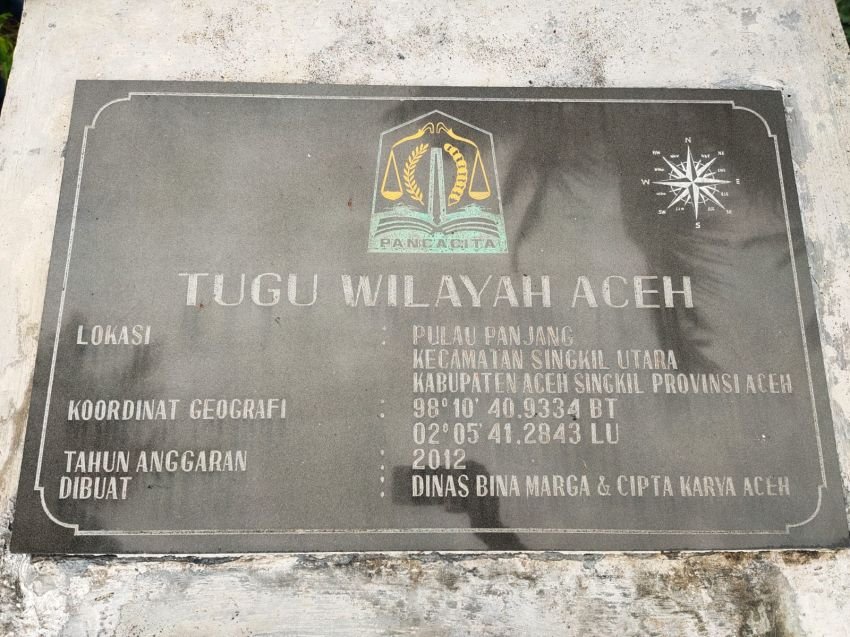 PANCACITA
N
W E
S
TUGU WILAYAH ACEH
LOKASI : PULAU PANJANG
KECAMATAN SINGKIL UTARA
KABUPATEN ACEH SINGKIL PROVINSI ACEH
KOORDINAT GEOGRAFI : 98°10' 40.9334 BT
02°05' 41.2843 LU
TAHUN ANGGARAN : 2012
DIBUAT : DINAS BINA MARGA & CIPTA KARYA ACEH